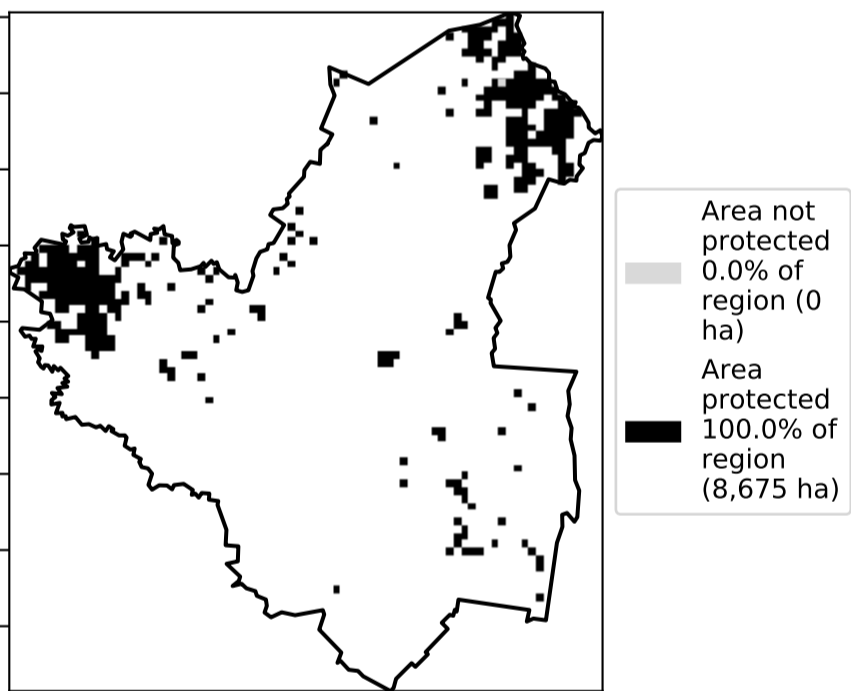 Area not
protected
0.0% of
region (0
ha)
Area
protected
100.0% of
region
(8,675 ha)